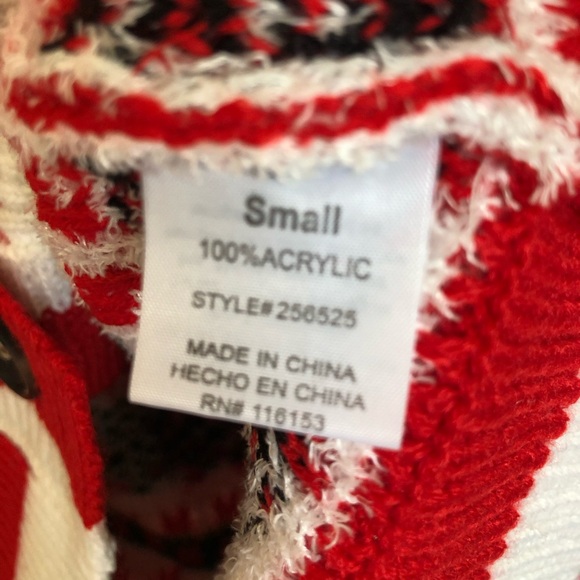 Small
100%ACRYLIC
STYLE# 256525
MADE IN CHINA
HECHO EN CHINA
RN# 116153